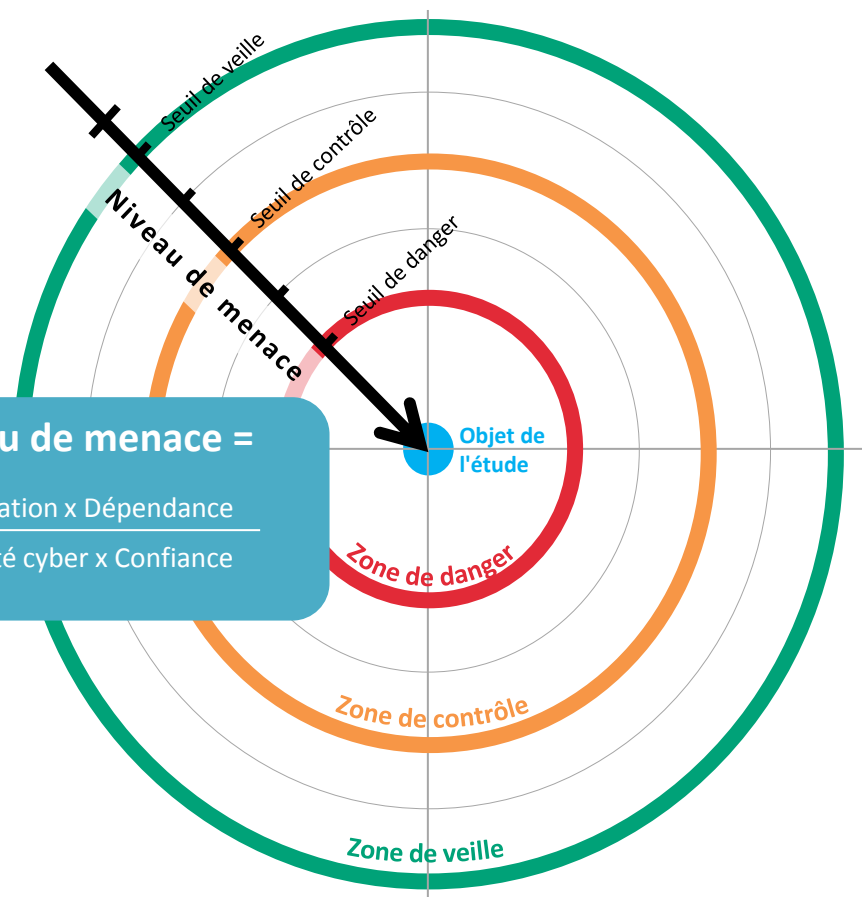 Seuil de veille
Seuil de contrôle
Seuil de danger
Niveau de menace
u de menace =
ation x Dépendance
té cyber x Confiance
Objet de
l'étude
Zone de danger
Zone de contrôle
Zone de veille